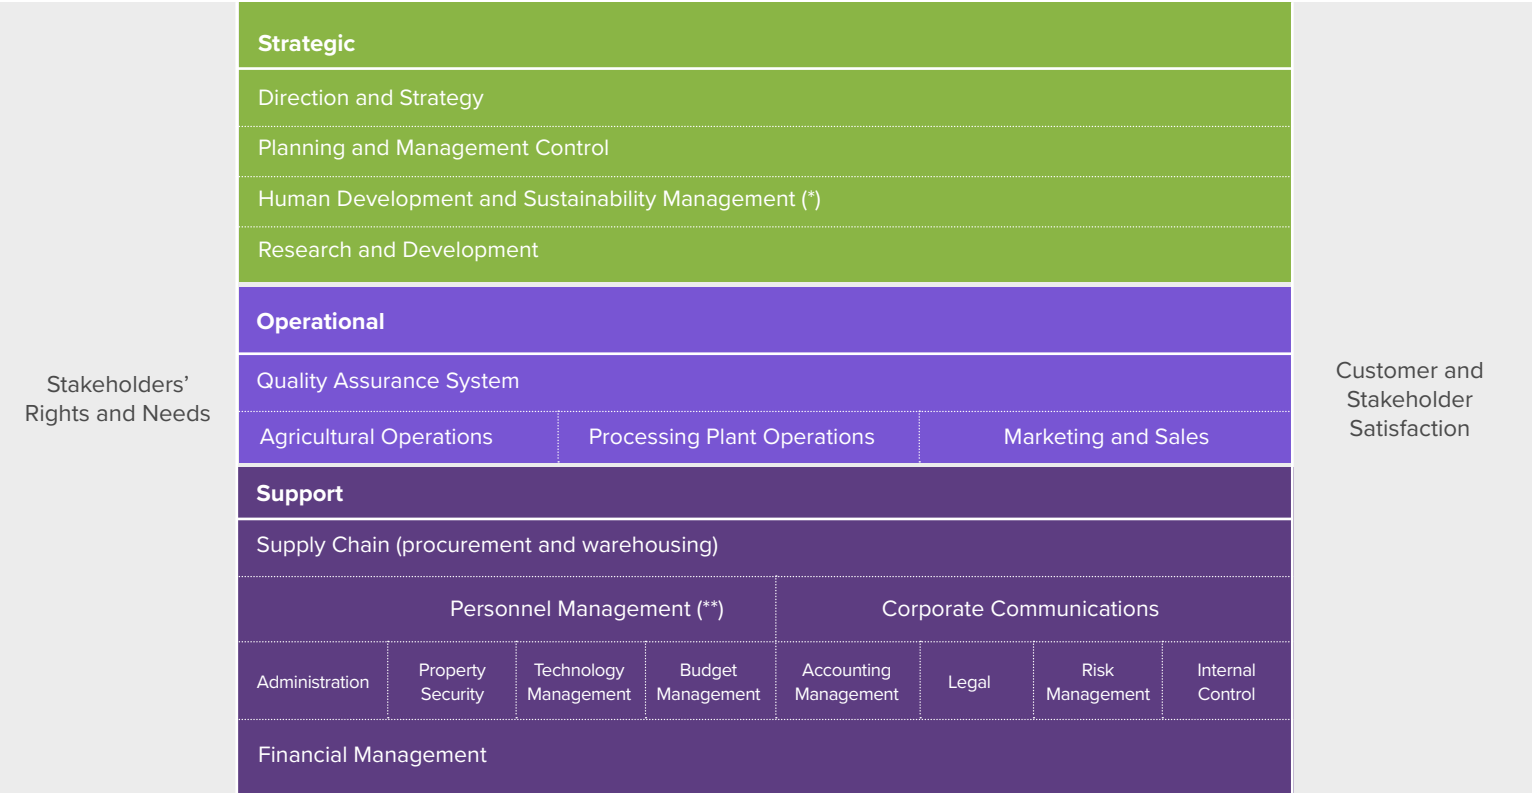 Stakeholders’
Rights and Needs
Strategic
Direction and Strategy
Planning and Management Control
Human Development and Sustainability Management (*)
Research and Development
Operational
Quality Assurance System
Agricultural Operations
Processing Plant Operations
Marketing and Sales
Support
Supply Chain (procurement and warehousing)
Personnel Management (**)
Corporate Communications
Administration
Property
Security
Technology
Management
Budget
Management
Accounting
Management
Legal
Risk
Management
Internal
Control
Financial Management
Customer and
Stakeholder
Satisfaction